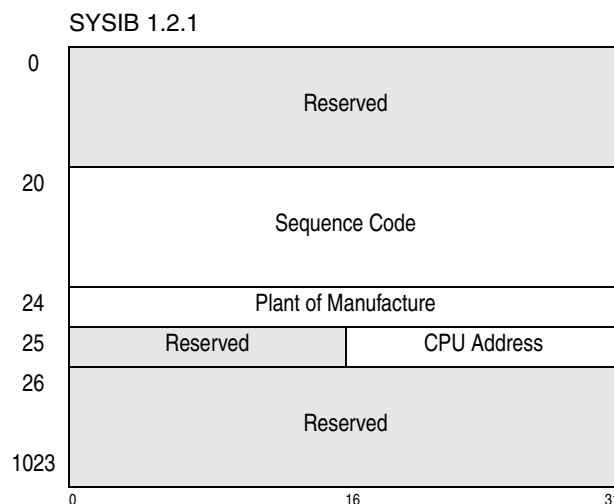 SYSIB 1.2.1
0
Reserved
20
Sequence Code
24 Plant of Manufacture
25 Reserved CPU Address
26
Reserved
1023
0 16 31